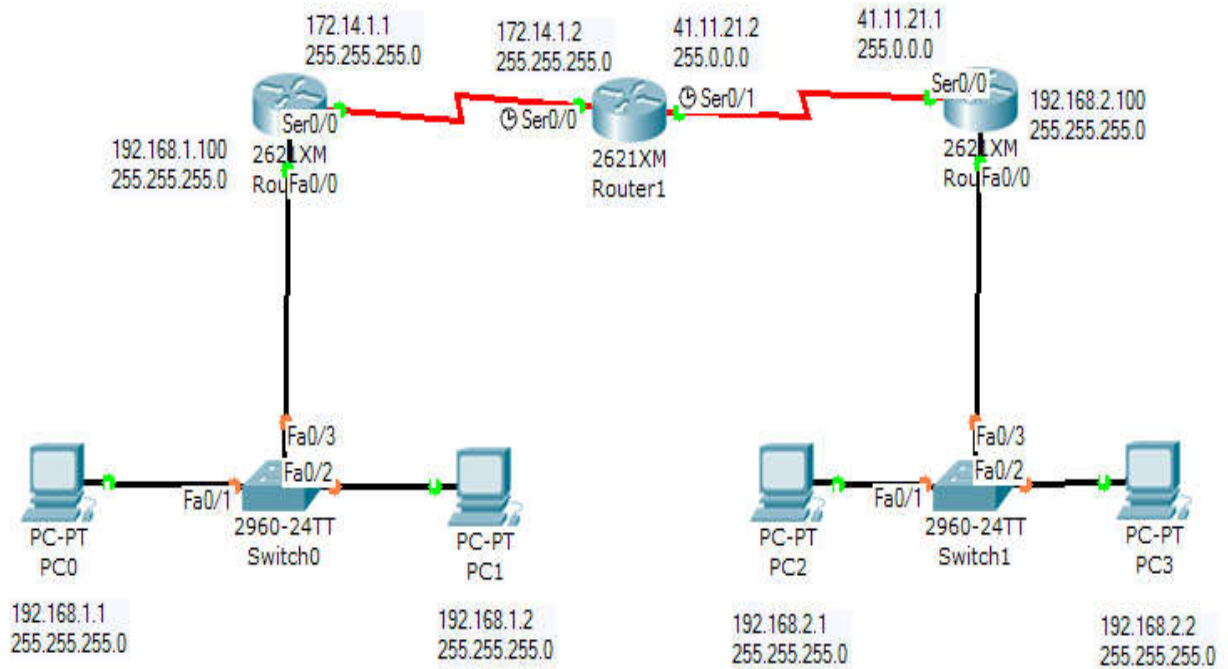 172.14.1.1
255.255.255.0
172.14.1.2
255.255.255.0
41.11.21.2
255.0.0.0
41.11.21.1
255.0.0.0
Ser0/0
2621XM
Fa0/0
192.168.1.100
255.255.255.0
Ser0/0
Ser0/1
2621XM
Router1
Ser0/0
2621XM
Fa0/0
192.168.2.100
255.255.255.0
Fa0/3
Fa0/2
Fa0/1
2960-24TT
Switch0
PC-PT
PC0
192.168.1.1
255.255.255.0
PC-PT
PC1
192.168.1.2
255.255.255.0
Fa0/3
Fa0/2
Fa0/1
2960-24TT
Switch1
PC-PT
PC2
192.168.2.1
255.255.255.0
PC-PT
PC3
192.168.2.2
255.255.255.0